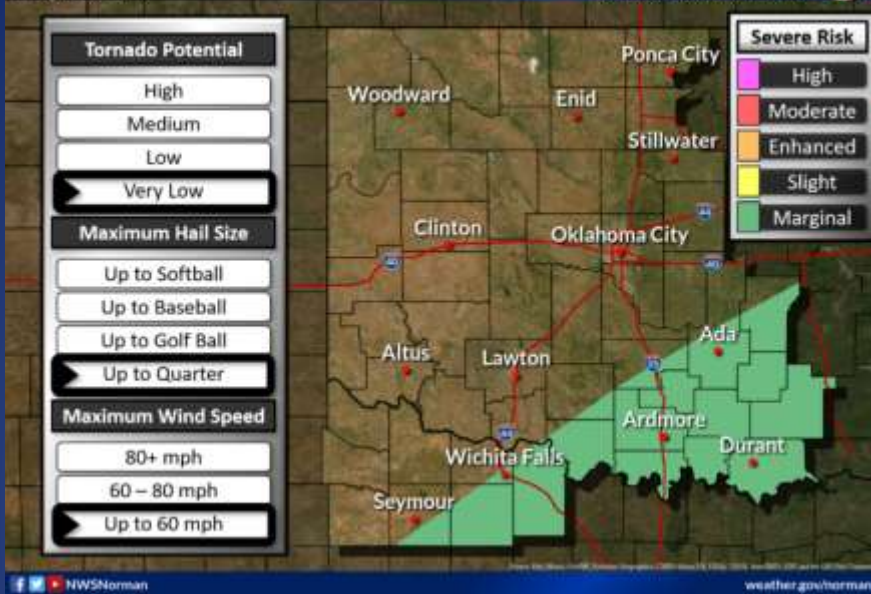 Tornado Potential
High
Medium
Low
Very Low
Maximum Hail Size
Up to Softball
Up to Baseball
Up to Golf Ball
Up to Quarter
Maximum Wind Speed
80+ mph
60 – 80 mph
Up to 60 mph
Ponca City
Woodward
Enid
Stillwater
Clinton
Oklahoma City
Ada
Altus
Lawton
Ardmore
Durant
Wichita Falls
Seymour
Severe Risk
High
Moderate
Enhanced
Slight
Marginal
NWSNorman
weather.gov/norman